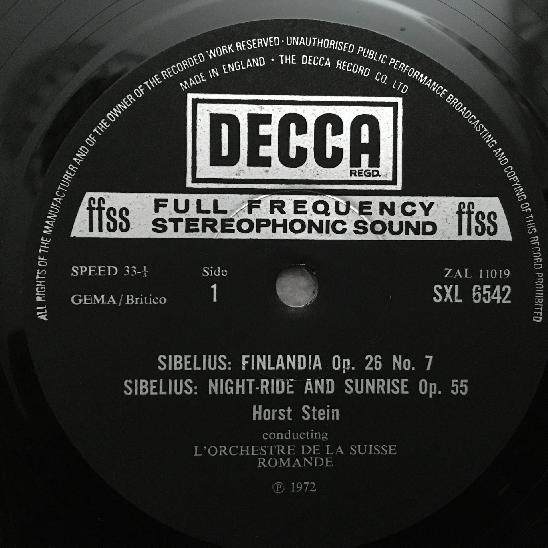 ALL RIGHTS OF THE MANUFACTURER AND OF THE OWNER OF THE RECORDED WORK RESERVED · UNAUTHORISED PUBLIC PERFORMANCE BROADCASTING AND COPYING OF THIS RECORD PROHIBITED
MADE IN ENGLAND · THE DECCA RECORD CO. LTD
DECCA
REGD.
ffss FULL FREQUENCY ffss
STEREOPHONIC SOUND
SPEED 33-⅓ Side ZAL 11019
GEMA/Britico 1 SXL 6542
SIBELIUS: FINLANDIA Op. 26 No. 7
SIBELIUS: NIGHT-RIDE AND SUNRISE Op. 55
Horst Stein
conducting
L'ORCHESTRE DE LA SUISSE
ROMANDE
℗ 1972